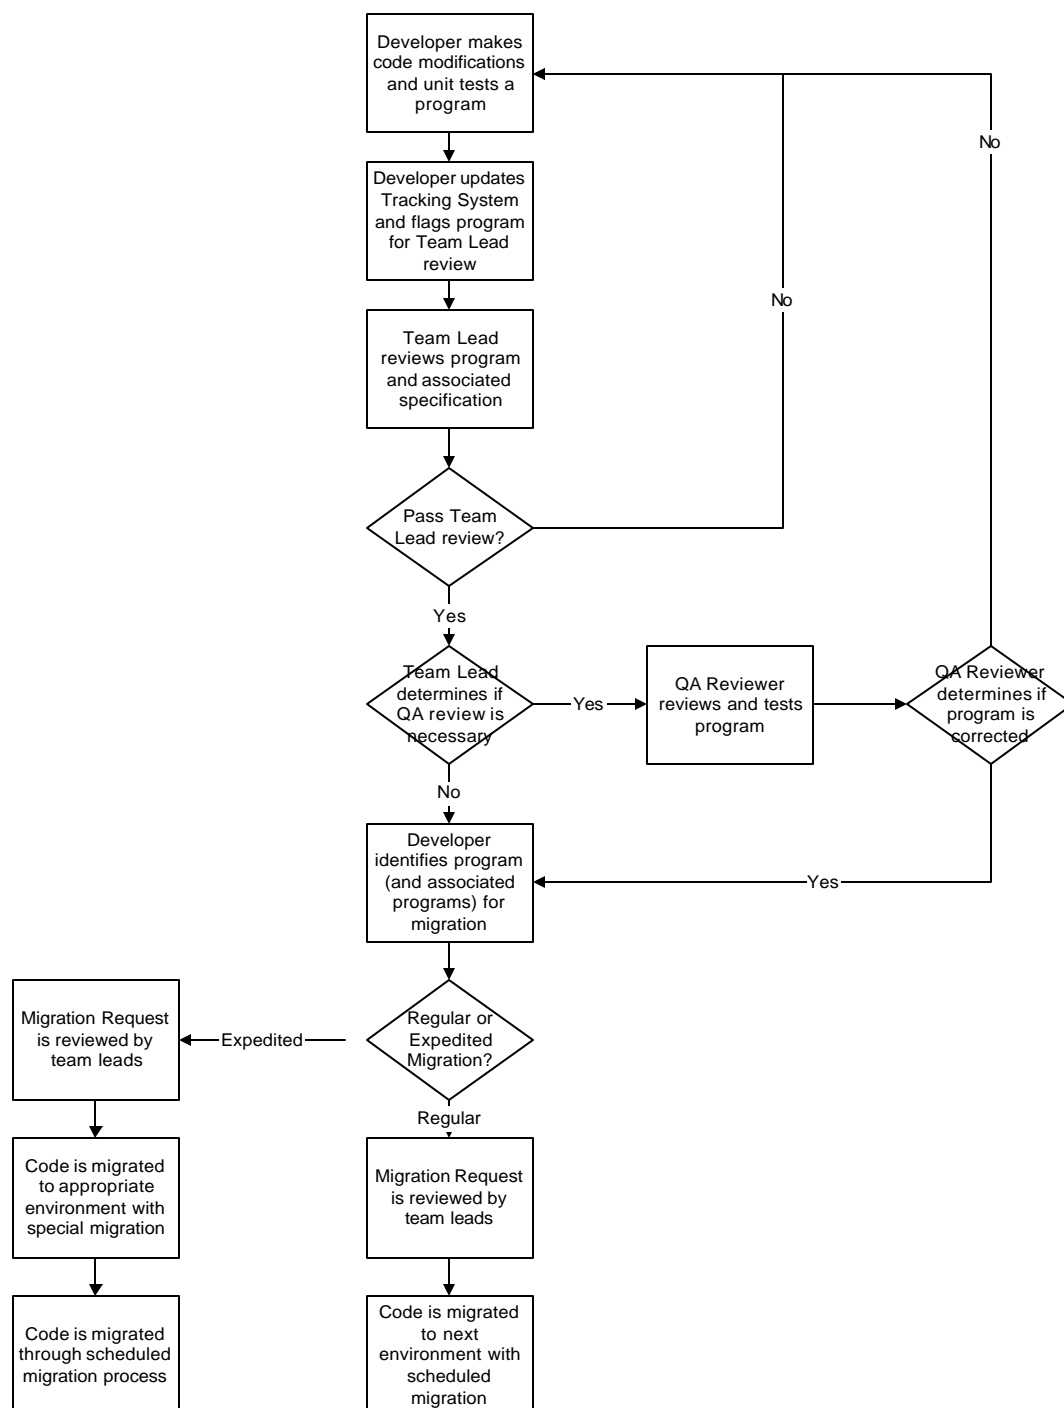 Developer makes
code modifications
and unit tests a
program
No
Developer updates
Tracking System
and flags program
for Team Lead
review
No
Team Lead
reviews program
and associated
specification
Pass Team
Lead review?
Yes
Team Lead
determines if
QA review is
necessary
Yes
QA Reviewer
reviews and tests
program
QA Reviewer
determines if
program is
corrected
No
Developer
identifies program
(and associated
programs) for
migration
Yes
Regular or
Expedited
Migration?
Expedited
Migration Request
is reviewed by
team leads
Regular
Code is migrated
to appropriate
environment with
special migration
Migration Request
is reviewed by
team leads
Code is migrated
through scheduled
migration process
Code is migrated
to next
environment with
scheduled
migration